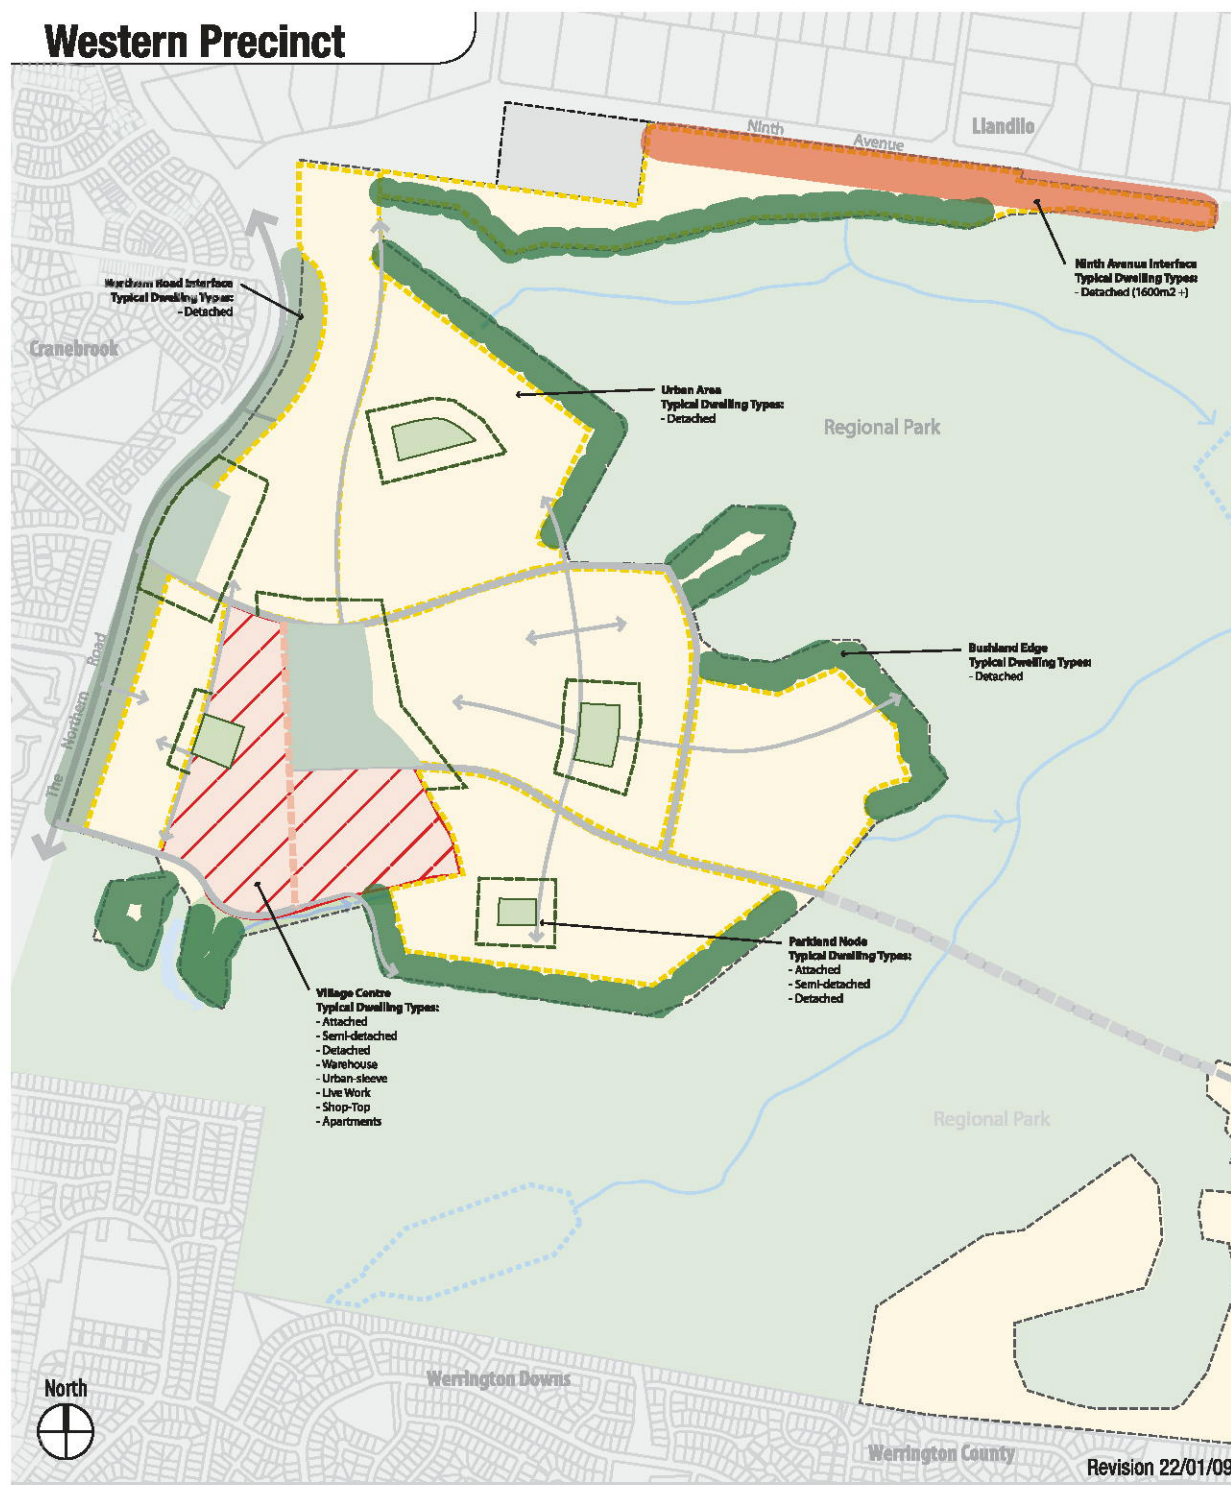 Western Precinct
Ninth Avenue
Llandilo
Ninth Avenue Interface
Typical Dwelling Types:
- Detached (1600m2 +)
Northern Road Interface
Typical Dwelling Types:
- Detached
Cranebrook
Urban Area
Typical Dwelling Types:
- Detached
Regional Park
The Northern Road
Bushland Edge
Typical Dwelling Types:
- Detached
Parkland Node
Typical Dwelling Types:
- Attached
- Semi-detached
- Detached
Village Centre
Typical Dwelling Types:
- Attached
- Semi-detached
- Detached
- Warehouse
- Urban-sleeve
- Live Work
- Shop-Top
- Apartments
Regional Park
Werrington Downs
North
Werrington County
Revision 22/01/09